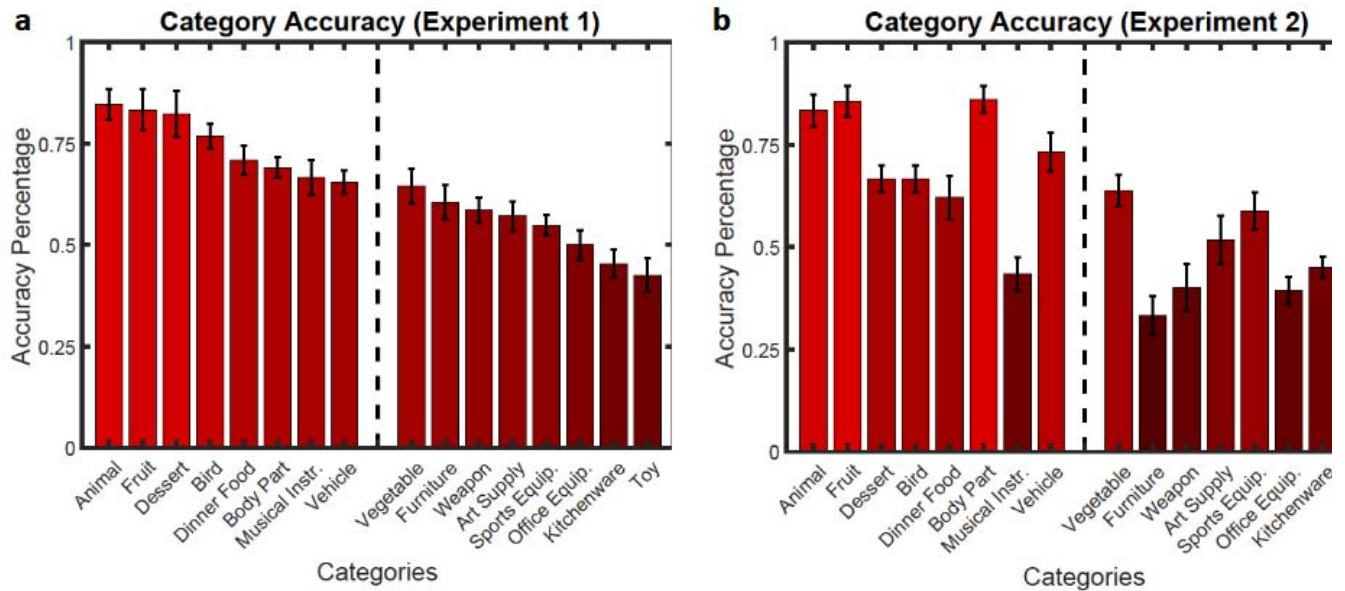 a
Category Accuracy (Experiment 1)
Accuracy Percentage
1
0.75
0.5
0.25
0
Animal
Fruit
Dessert
Bird
Dinner Food
Body Part
Musical Instr.
Vehicle
Vegetable
Furniture
Weapon
Art Supply
Sports Equip.
Office Equip.
Kitchenware
Toy
Categories
b
Category Accuracy (Experiment 2)
Accuracy Percentage
1
0.75
0.5
0.25
0
Animal
Fruit
Dessert
Bird
Dinner Food
Body Part
Musical Instr.
Vehicle
Vegetable
Furniture
Weapon
Art Supply
Sports Equip.
Office Equip.
Kitchenware
Categories